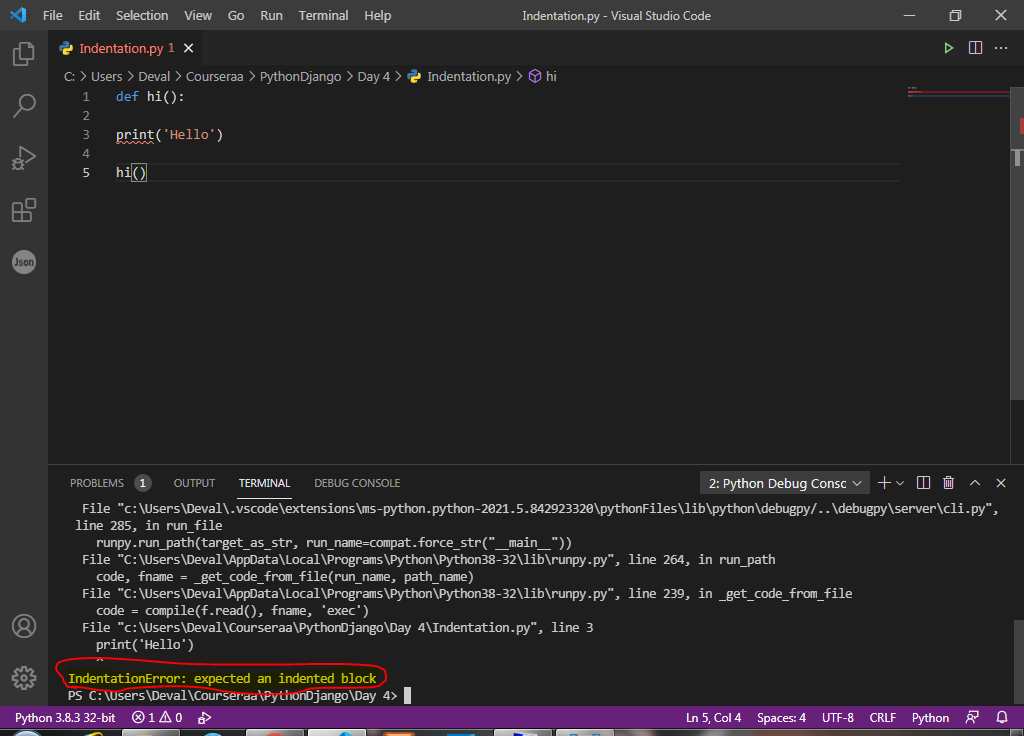 File Edit Selection View Go Run Terminal Help Indentation.py - Visual Studio Code
Indentation.py 1
C: > Users > Deval > Courseraa > PythonDjango > Day 4 > Indentation.py > hi
1 def hi():
2
3 print('Hello')
4
5 hi()
Json
PROBLEMS 1 OUTPUT TERMINAL DEBUG CONSOLE 2: Python Debug Consc
File "c:\Users\Deval\.vscode\extensions\ms-python.python-2021.5.842923320\pythonFiles\lib\python\debugpy/..\debugpy\server\cli.py",
line 285, in run_file
runpy.run_path(target_as_str, run_name=compat.force_str("__main__"))
File "C:\Users\Deval\AppData\Local\Programs\Python\Python38-32\lib\runpy.py", line 264, in run_path
code, fname = _get_code_from_file(run_name, path_name)
File "C:\Users\Deval\AppData\Local\Programs\Python\Python38-32\lib\runpy.py", line 239, in _get_code_from_file
code = compile(f.read(), fname, 'exec')
File "c:\Users\Deval\Courseraa\PythonDjango\Day 4\Indentation.py", line 3
print('Hello')
^
IndentationError: expected an indented block
PS C:\Users\Deval\Courseraa\PythonDjango\Day 4>
Python 3.8.3 32-bit 1 0 Ln 5, Col 4 Spaces: 4 UTF-8 CRLF Python